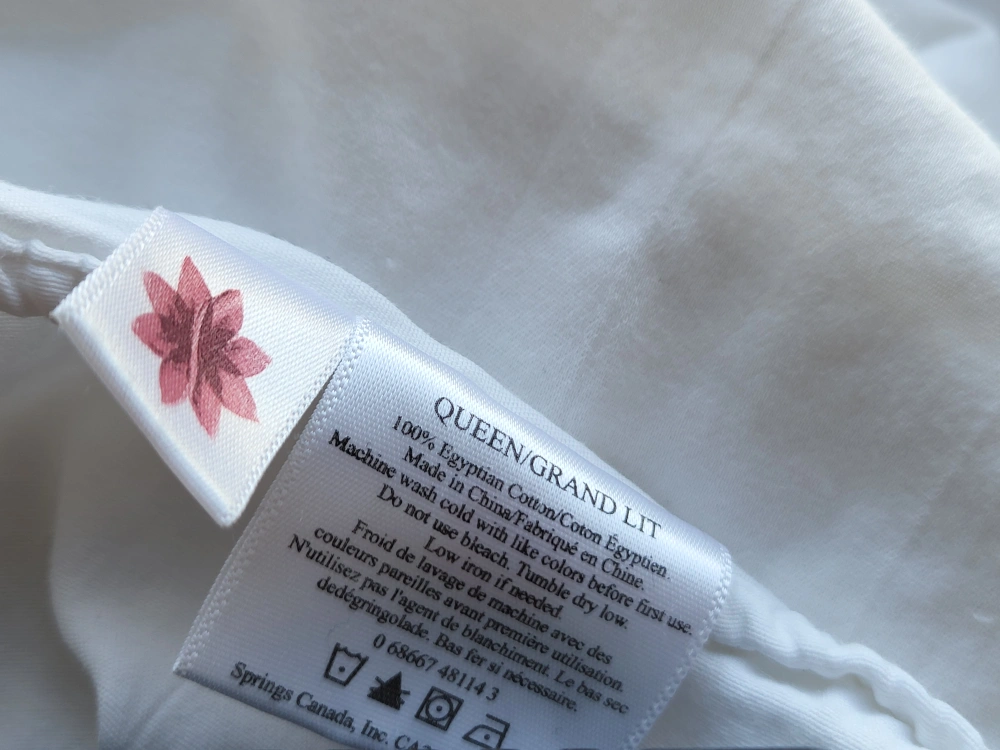 QUEEN/GRAND LIT
100% Egyptian Cotton/Coton Égyptien.
Made in China/Fabriqué en Chine.
Machine wash cold with like colors before first use.
Do not use bleach. Tumble dry low.
Low iron if needed.
Froid de lavage de machine avec des
couleurs pareilles avant première utilisation.
N'utilisez pas l'agent de blanchiment. Le bas sec
dedégringolade. Bas fer si nécessaire.
0 68667 48114 3
Springs Canada, Inc.